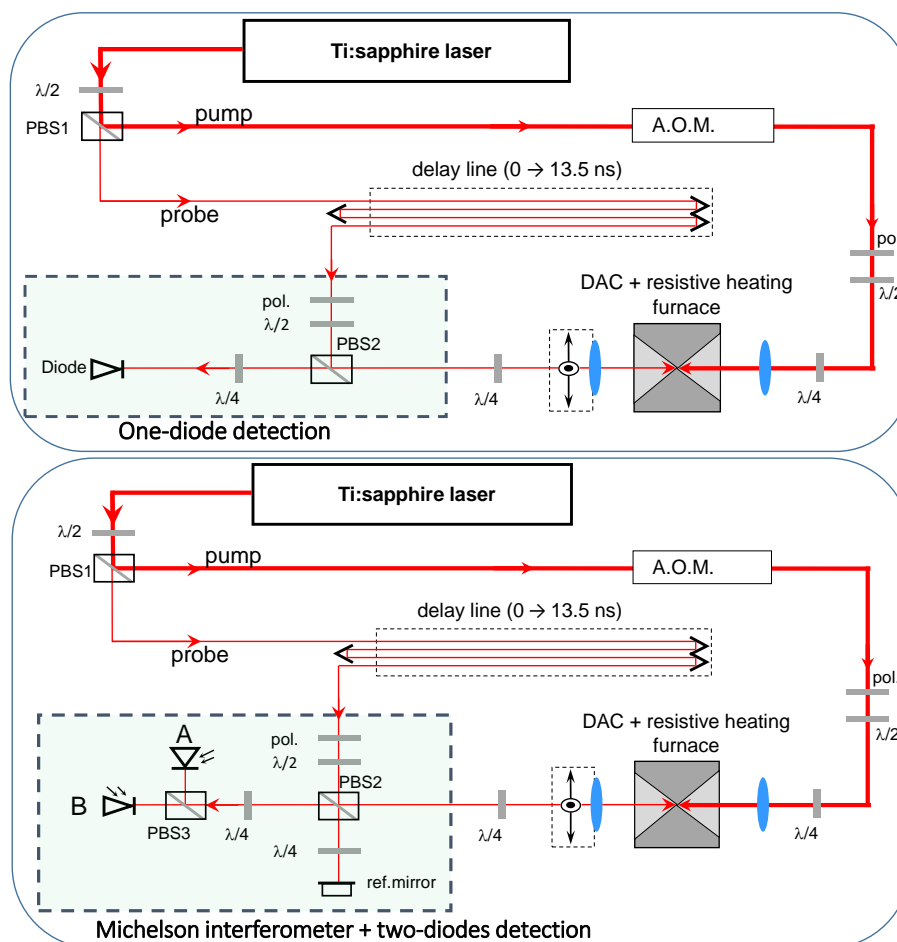 Ti:sapphire laser
λ/2
PBS1
pump
A.O.M.
delay line (0 → 13.5 ns)
probe
pol
λ/2
pol.
λ/2
DAC + resistive heating
furnace
PBS2
Diode
λ/4
λ/4
λ/4
One-diode detection
Ti:sapphire laser
λ/2
PBS1
pump
A.O.M.
delay line (0 → 13.5 ns)
probe
pol.
λ/2
A
pol.
λ/2
DAC + resistive heating
furnace
PBS2
B
PBS3
λ/4
λ/4
λ/4
λ/4
ref.mirror
Michelson interferometer + two-diodes detection